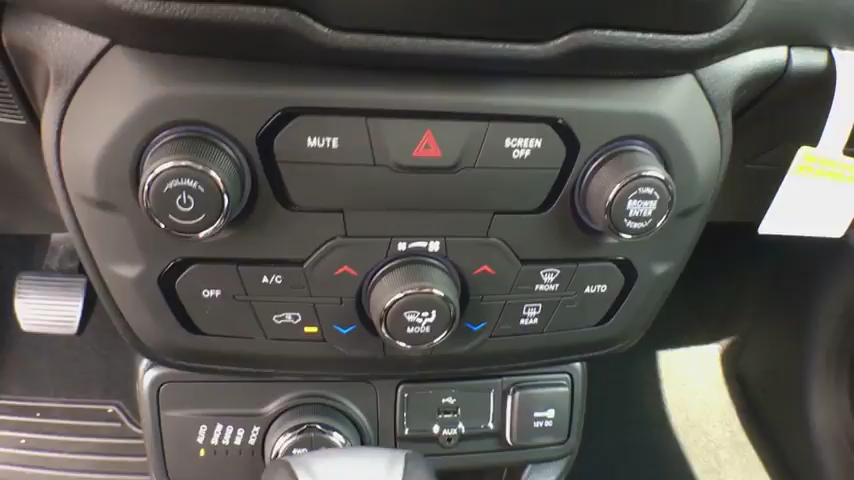 MUTE
SCREEN
OFF
VOLUME
TUNE
BROWSE
ENTER
SCROLL
OFF
A/C
FRONT
AUTO
MODE
REAR
AUTO
SNOW
SAND
MUD
ROCK
4WD
AUX
12V DC